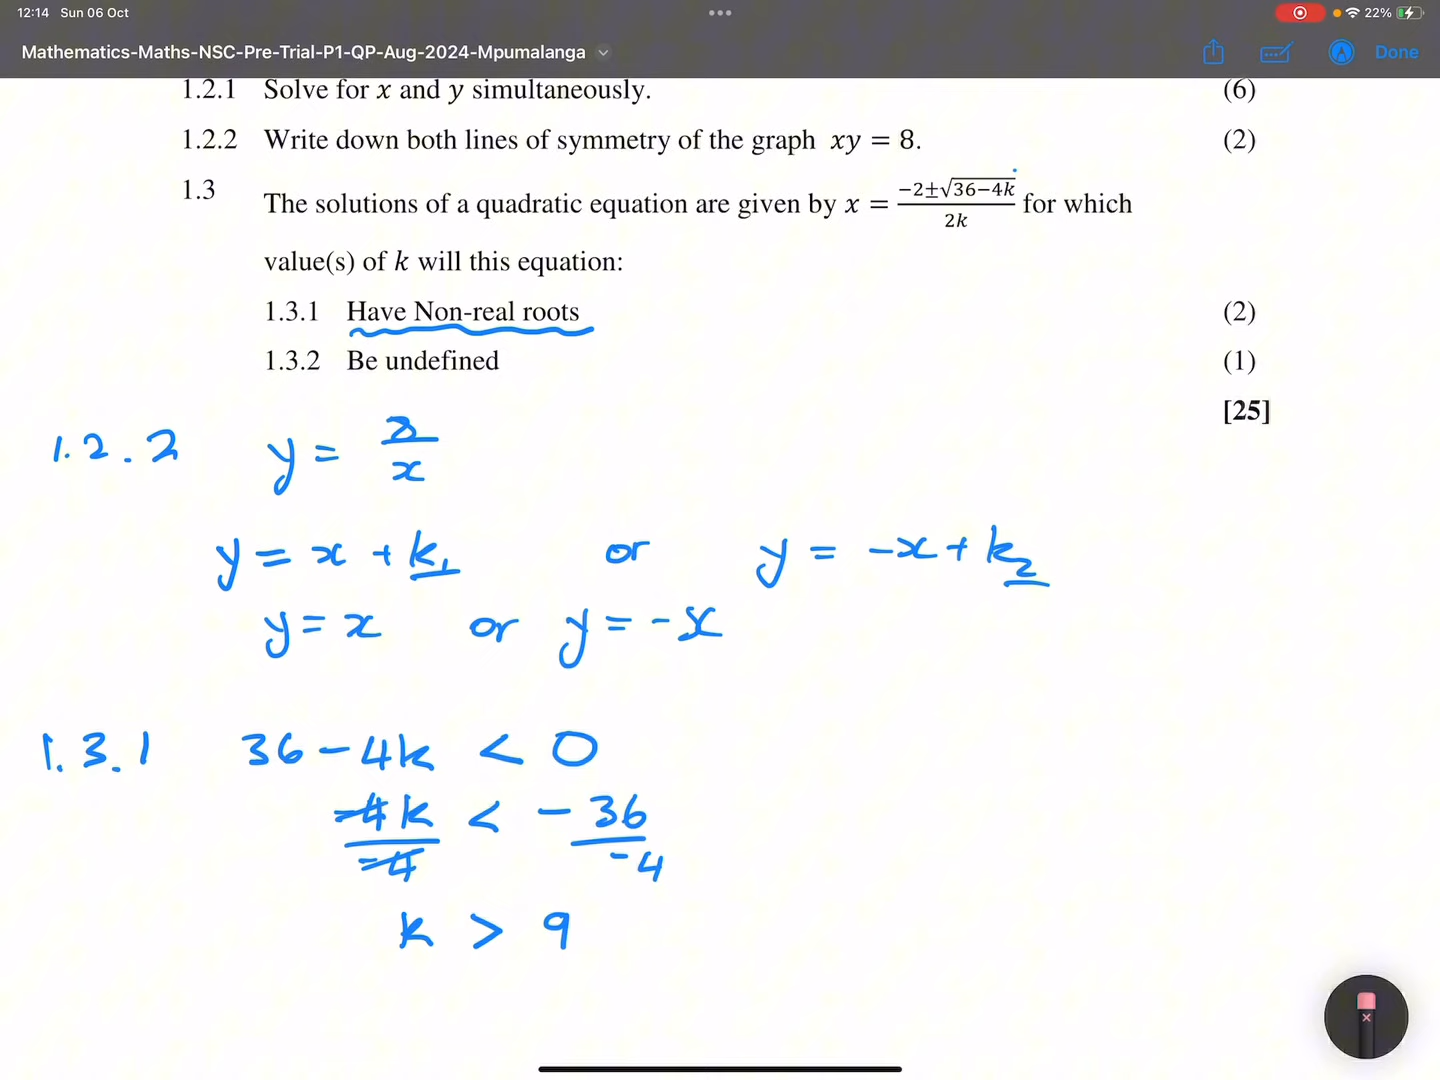 12:14 Sun 06 Oct 22%
Mathematics-Maths-NSC-Pre-Trial-P1-QP-Aug-2024-Mpumalanga Done
1.2.1 Solve for x and y simultaneously. (6)
1.2.2 Write down both lines of symmetry of the graph xy = 8. (2)
1.3 The solutions of a quadratic equation are given by x = (-2±√(36-4k))/(2k) for which
value(s) of k will this equation:
1.3.1 Have Non-real roots (2)
1.3.2 Be undefined (1)
[25]
1.2.2 y = 8/x
y = x + k₁ or y = -x + k₂
y = x or y = -x
1.3.1 36 - 4k < 0
-4k/-4 < -36/-4
k > 9